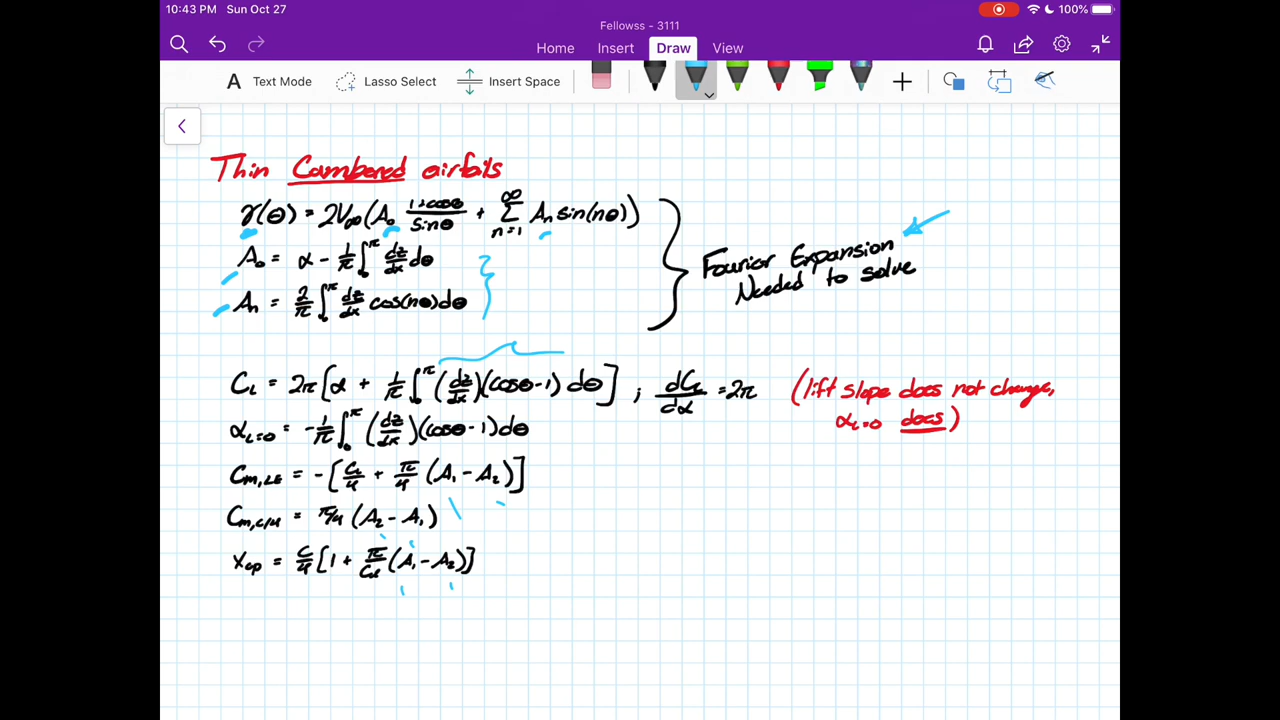 10:43 PM Sun Oct 27
100%
Fellowss - 3111
Home Insert Draw View
A Text Mode Lasso Select Insert Space
Thin Cambered airfoils
γ(θ) = 2V∞(A₀ (1+cosθ)/(sinθ) + Σ_{n=1}^{∞} Aₙ sin(nθ))
A₀ = α - 1/π ∫₀^π dz/dx dθ
Aₙ = 2/π ∫₀^π dz/dx cos(nθ)dθ
Fourier Expansion
Needed to solve
C_L = 2π[α + 1/π ∫₀^π (dz/dx)(cosθ-1) dθ] ; dC_L/dα = 2π
(lift slope does not change,
α_{L=0} does)
α_{L=0} = -1/π ∫₀^π (dz/dx)(cosθ-1)dθ
C_{m,LE} = -[C_L/4 + π/4 (A₁ - A₂)]
C_{m,c/4} = π/4 (A₂ - A₁)
x_{cp} = c/4 [1 + π/C_L (A₁ - A₂)]